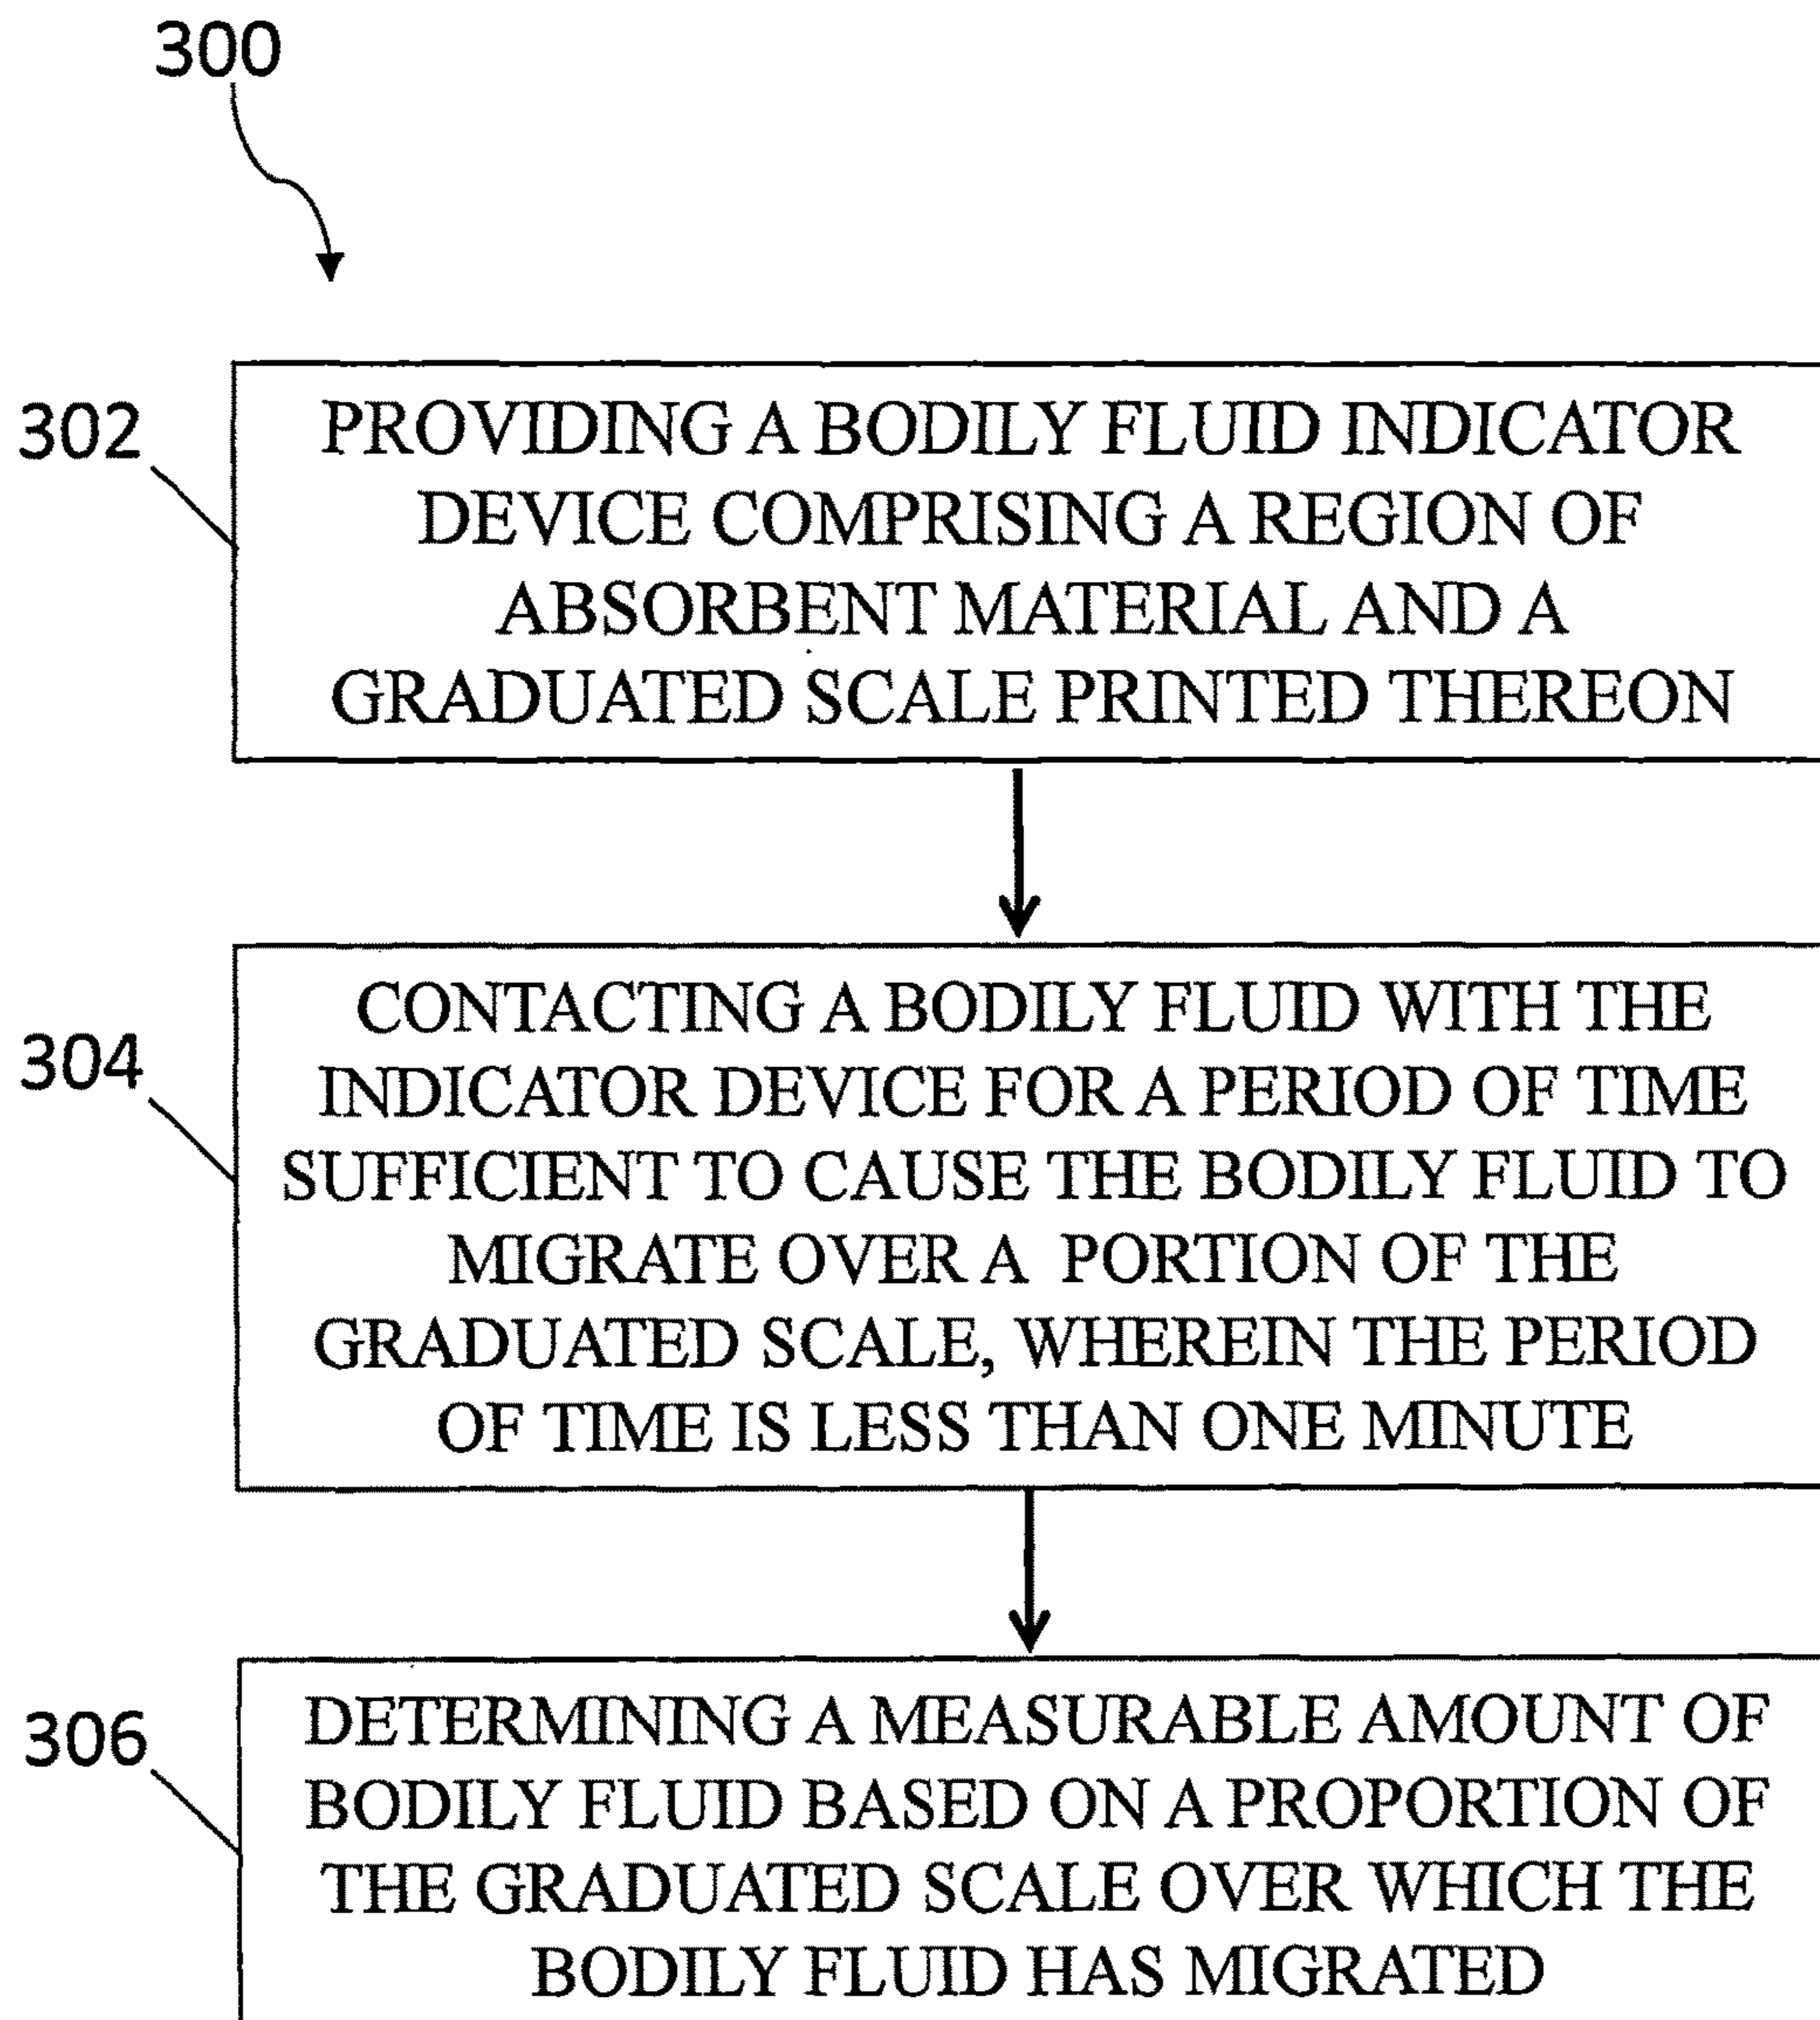 300
302
PROVIDING A BODILY FLUID INDICATOR
DEVICE COMPRISING A REGION OF
ABSORBENT MATERIAL AND A
GRADUATED SCALE PRINTED THEREON
304
CONTACTING A BODILY FLUID WITH THE
INDICATOR DEVICE FOR A PERIOD OF TIME
SUFFICIENT TO CAUSE THE BODILY FLUID TO
MIGRATE OVER A PORTION OF THE
GRADUATED SCALE, WHEREIN THE PERIOD
OF TIME IS LESS THAN ONE MINUTE
306
DETERMINING A MEASURABLE AMOUNT OF
BODILY FLUID BASED ON A PROPORTION OF
THE GRADUATED SCALE OVER WHICH THE
BODILY FLUID HAS MIGRATED